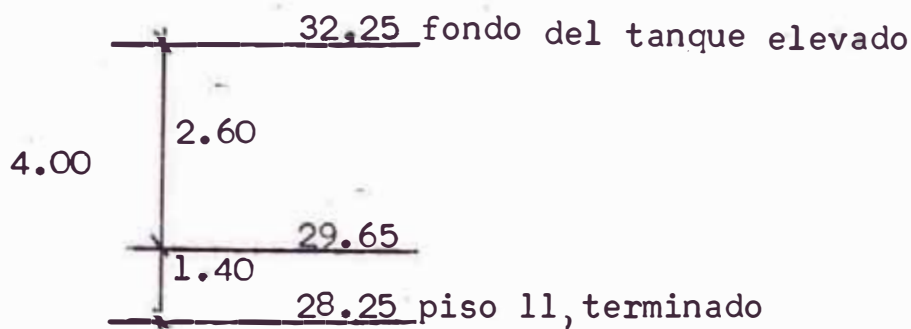 32.25 fondo del tanque elevado
2.60
4.00
29.65
1.40
28.25 piso 11, terminado